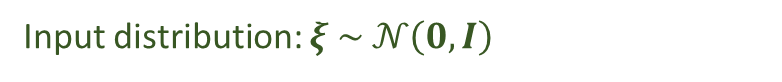 Input distribution: 𝝃 ~ 𝓝(𝟎, 𝑰)